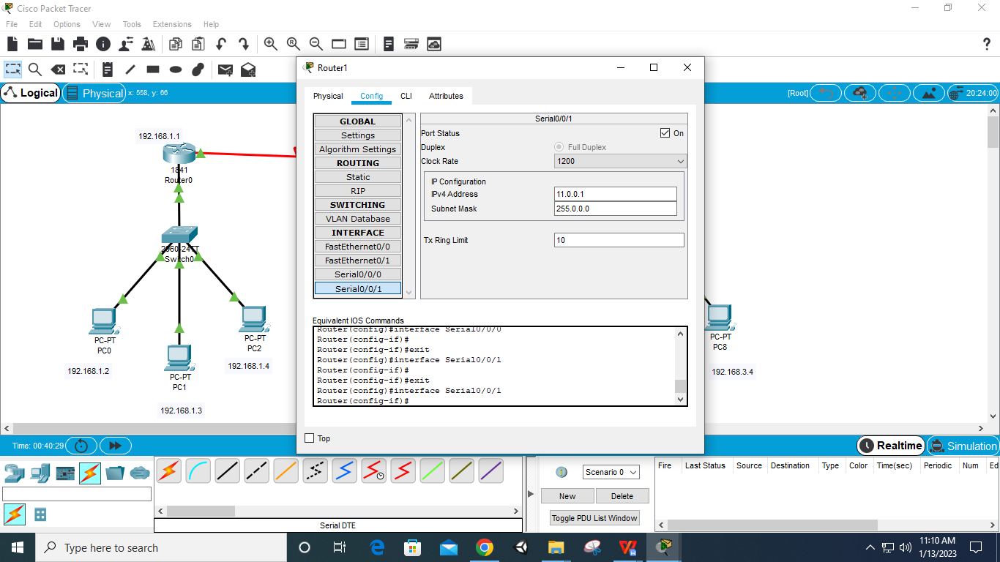 Cisco Packet Tracer
File Edit Options View Tools Extensions Help
Router1
Logical
Physical
x: 558, y: 66
[Root]
20:24:00
Physical Config CLI Attributes
GLOBAL
Settings
Algorithm Settings
ROUTING
Static
RIP
SWITCHING
VLAN Database
INTERFACE
FastEthernet0/0
FastEthernet0/1
Serial0/0/0
Serial0/0/1
Serial0/0/1
Port Status
On
Duplex
Full Duplex
Clock Rate
1200
IP Configuration
IPv4 Address
11.0.0.1
Subnet Mask
255.0.0.0
Tx Ring Limit
10
Equivalent IOS Commands
Router(config)#interface Serial0/0/0
Router(config-if)#
Router(config-if)#exit
Router(config)#interface Serial0/0/1
Router(config-if)#
Router(config-if)#exit
Router(config)#interface Serial0/0/1
Router(config-if)#
Top
192.168.1.1
1841
Router0
2960-24TT
Switch0
PC-PT
PC0
192.168.1.2
PC-PT
PC1
192.168.1.3
PC-PT
PC2
192.168.1.4
PC-PT
PC8
192.168.3.4
Time: 00:40:29
Realtime
Simulation
Serial DTE
Scenario 0
New
Delete
Toggle PDU List Window
Fire Last Status Source Destination Type Color Time(sec) Periodic Num Ed
Type here to search
11:10 AM
1/13/2023